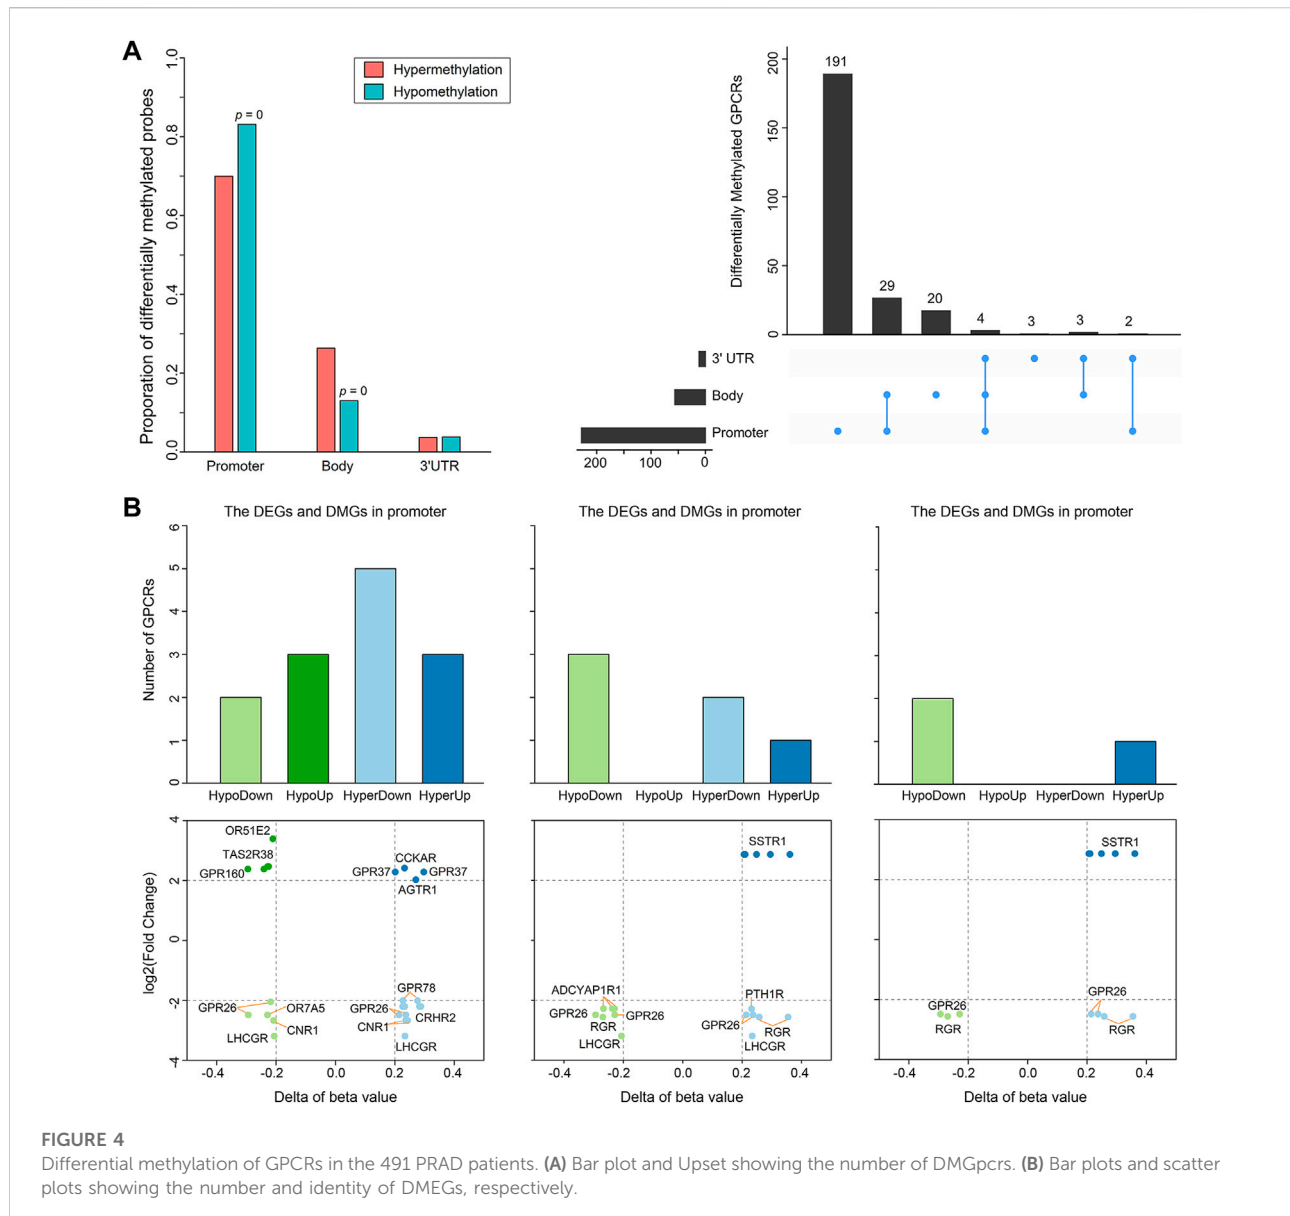 A
Proporation of differentially methylated probes
1.0
0.8
0.6
0.4
0.2
0.0
Hypermethylation
Hypomethylation
p = 0
p = 0
Promoter Body 3'UTR
Differentially Methylated GPCRs
200
150
100
50
0
191
29
20
4
3
3
2
3' UTR
Body
Promoter
200 100 0
B
The DEGs and DMGs in promoter
The DEGs and DMGs in promoter
The DEGs and DMGs in promoter
Number of GPCRs
6
5
4
3
2
1
0
HypoDown HypoUp HyperDown HyperUp
HypoDown HypoUp HyperDown HyperUp
HypoDown HypoUp HyperDown HyperUp
log2(Fold Change)
4
2
0
-2
-4
OR51E2
TAS2R38
GPR160
CCKAR
GPR37 GPR37
AGTR1
GPR78
GPR26 OR7A5
GPR26 CRHR2
CNR1
CNR1
LHCGR
LHCGR
-0.4 -0.2 0.0 0.2 0.4
Delta of beta value
SSTR1
ADCYAP1R1
PTH1R
GPR26 GPR26
RGR
GPR26
RGR
LHCGR
LHCGR
-0.4 -0.2 0.0 0.2 0.4
Delta of beta value
SSTR1
GPR26
GPR26
RGR
RGR
-0.4 -0.2 0.0 0.2 0.4
Delta of beta value
FIGURE 4
Differential methylation of GPCRs in the 491 PRAD patients. (A) Bar plot and Upset showing the number of DMGpcrs. (B) Bar plots and scatter
plots showing the number and identity of DMEGs, respectively.